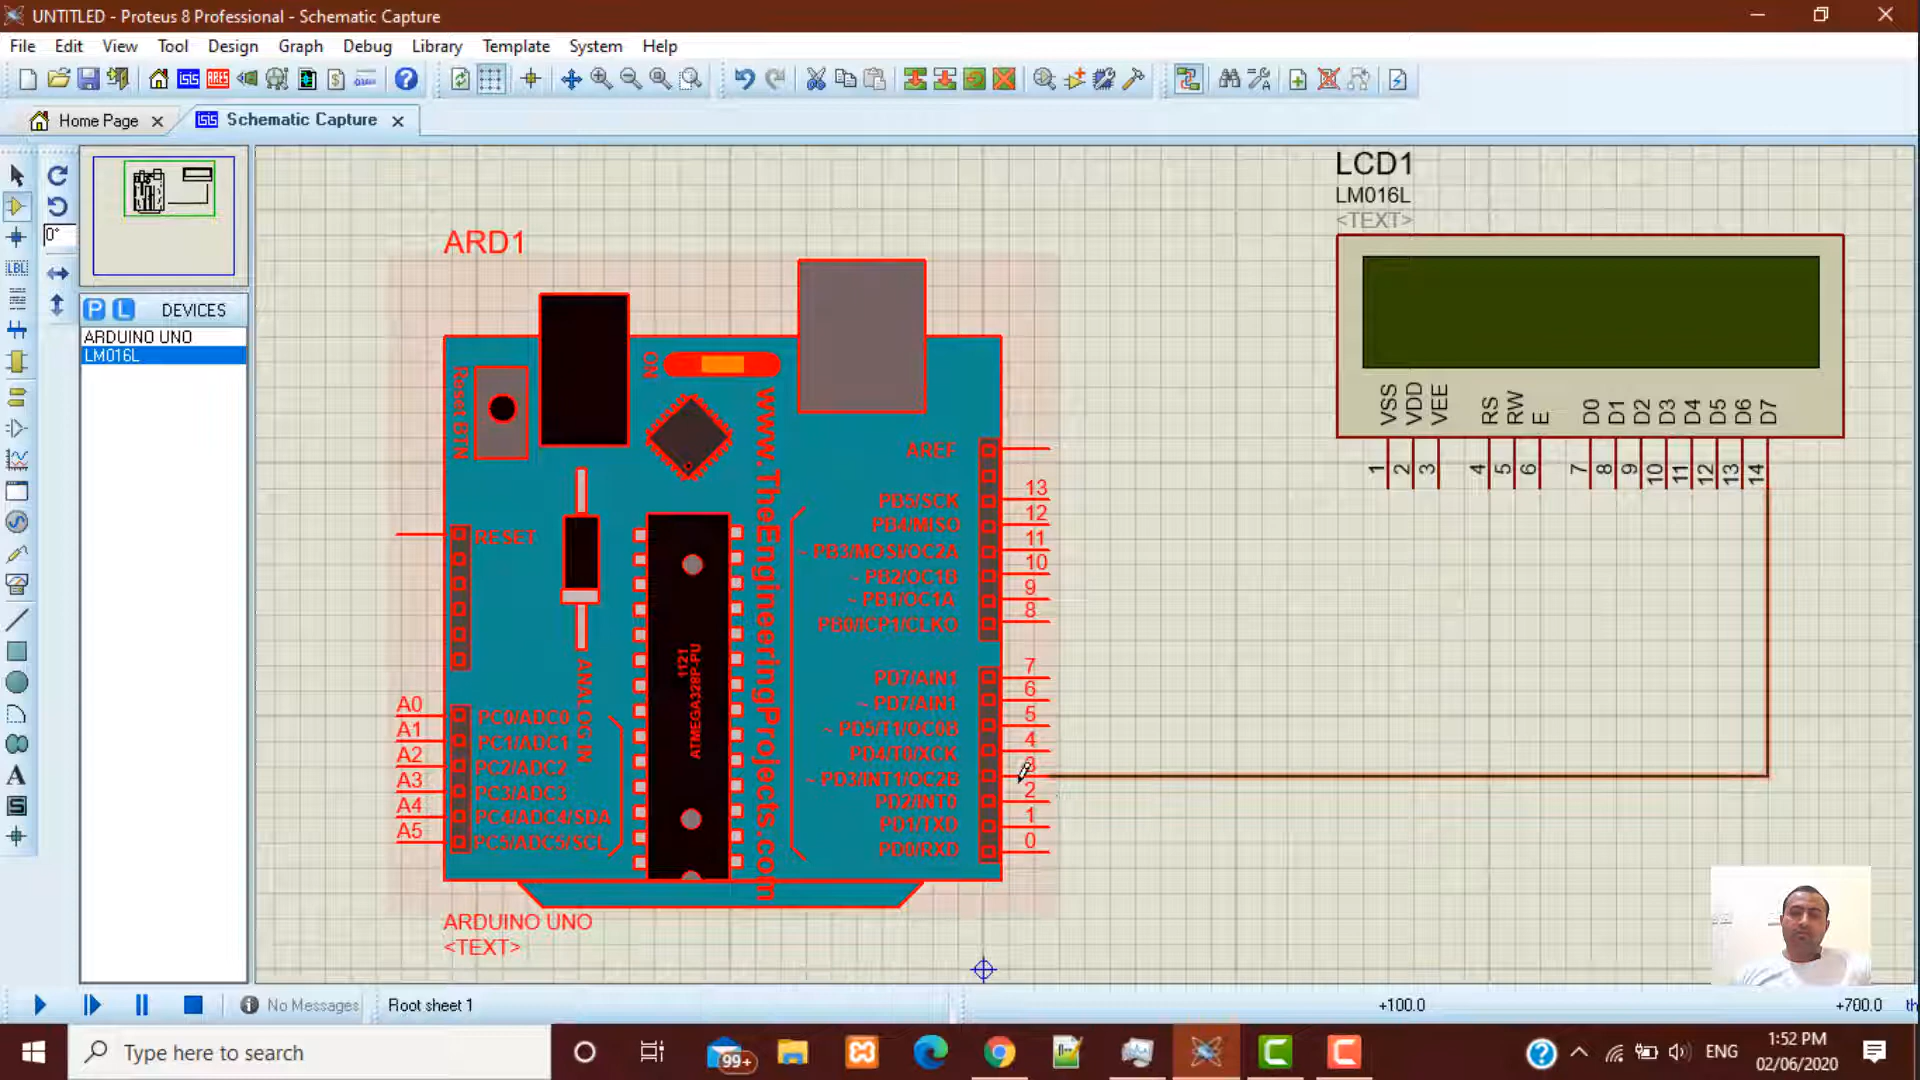 UNTITLED - Proteus 8 Professional - Schematic Capture
File Edit View Tool Design Graph Debug Library Template System Help
Home Page
Schematic Capture
0°
LBL
P L DEVICES
ARDUINO UNO
LM016L
ARD1
LCD1
LM016L
<TEXT>
VSS VDD VEE RS RW E D0 D1 D2 D3 D4 D5 D6 D7
1 2 3 4 5 6 7 8 9 10 11 12 13 14
Reset BTN
ON
www.TheEngineeringProjects.com
ANALOG IN
1121
ATMEGA328P-PU
RESET
AREF
PB5/SCK 13
PB4/MISO 12
~ PB3/MOSI/OC2A 11
~ PB2/OC1B 10
~ PB1/OC1A 9
PB0/ICP1/CLKO 8
PD7/AIN1 7
~ PD7/AIN1 6
~ PD5/T1/OC0B 5
PD4/T0/XCK 4
~ PD3/INT1/OC2B 3
PD2/INT0 2
PD1/TXD 1
PD0/RXD 0
A0 PC0/ADC0
A1 PC1/ADC1
A2 PC2/ADC2
A3 PC3/ADC3
A4 PC4/ADC4/SDA
A5 PC5/ADC5/SCL
ARDUINO UNO
<TEXT>
No Messages
Root sheet 1
+100.0
+700.0
th
Type here to search
99+
ENG
1:52 PM
02/06/2020